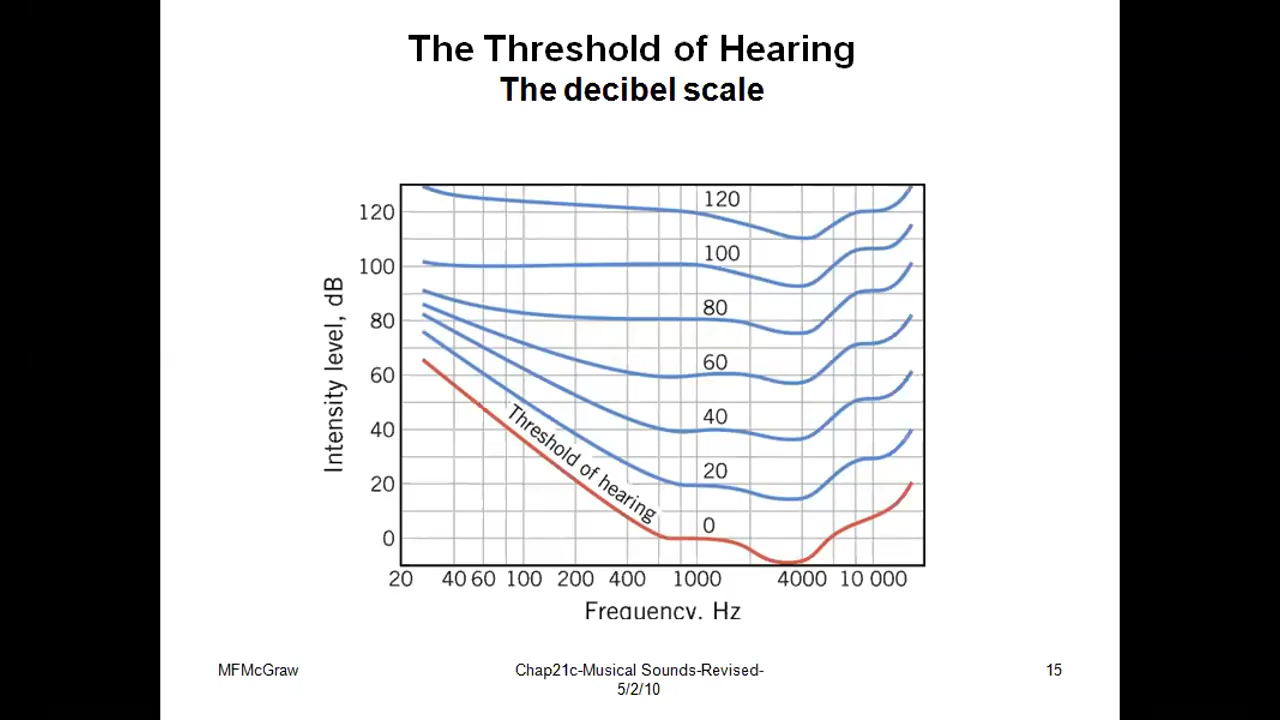 The Threshold of Hearing
The decibel scale
120
100
80
60
40
20
0
Intensity level, dB
120
100
80
60
40
20
0
Threshold of hearing
20 40 60 100 200 400 1000 4000 10 000
Frequency, Hz
MFMcGraw
Chap21c-Musical Sounds-Revised-
5/2/10
15